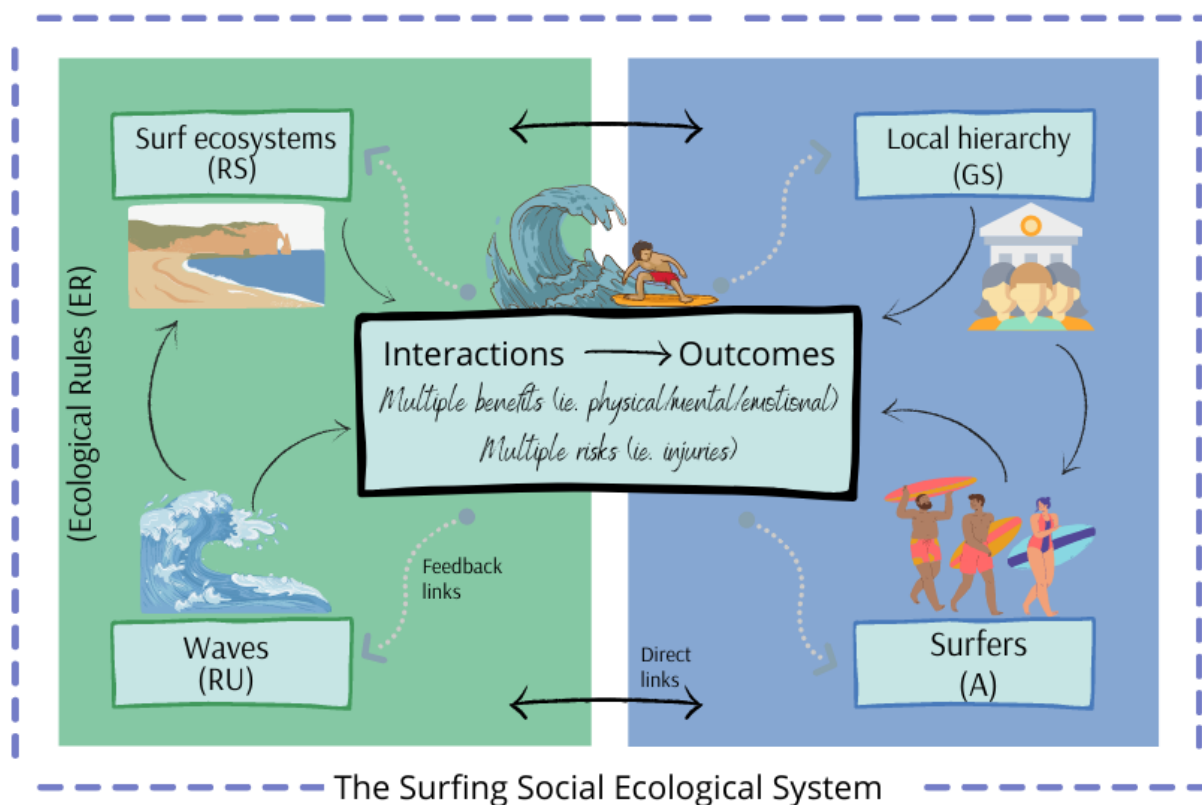 Surf ecosystems
(RS)
Local hierarchy
(GS)
(Ecological Rules (ER)
Interactions Outcomes
Multiple benefits (ie. physical/mental/emotional)
Multiple risks (ie. injuries)
Feedback
links
Waves
(RU)
Direct
links
Surfers
(A)
The Surfing Social Ecological System